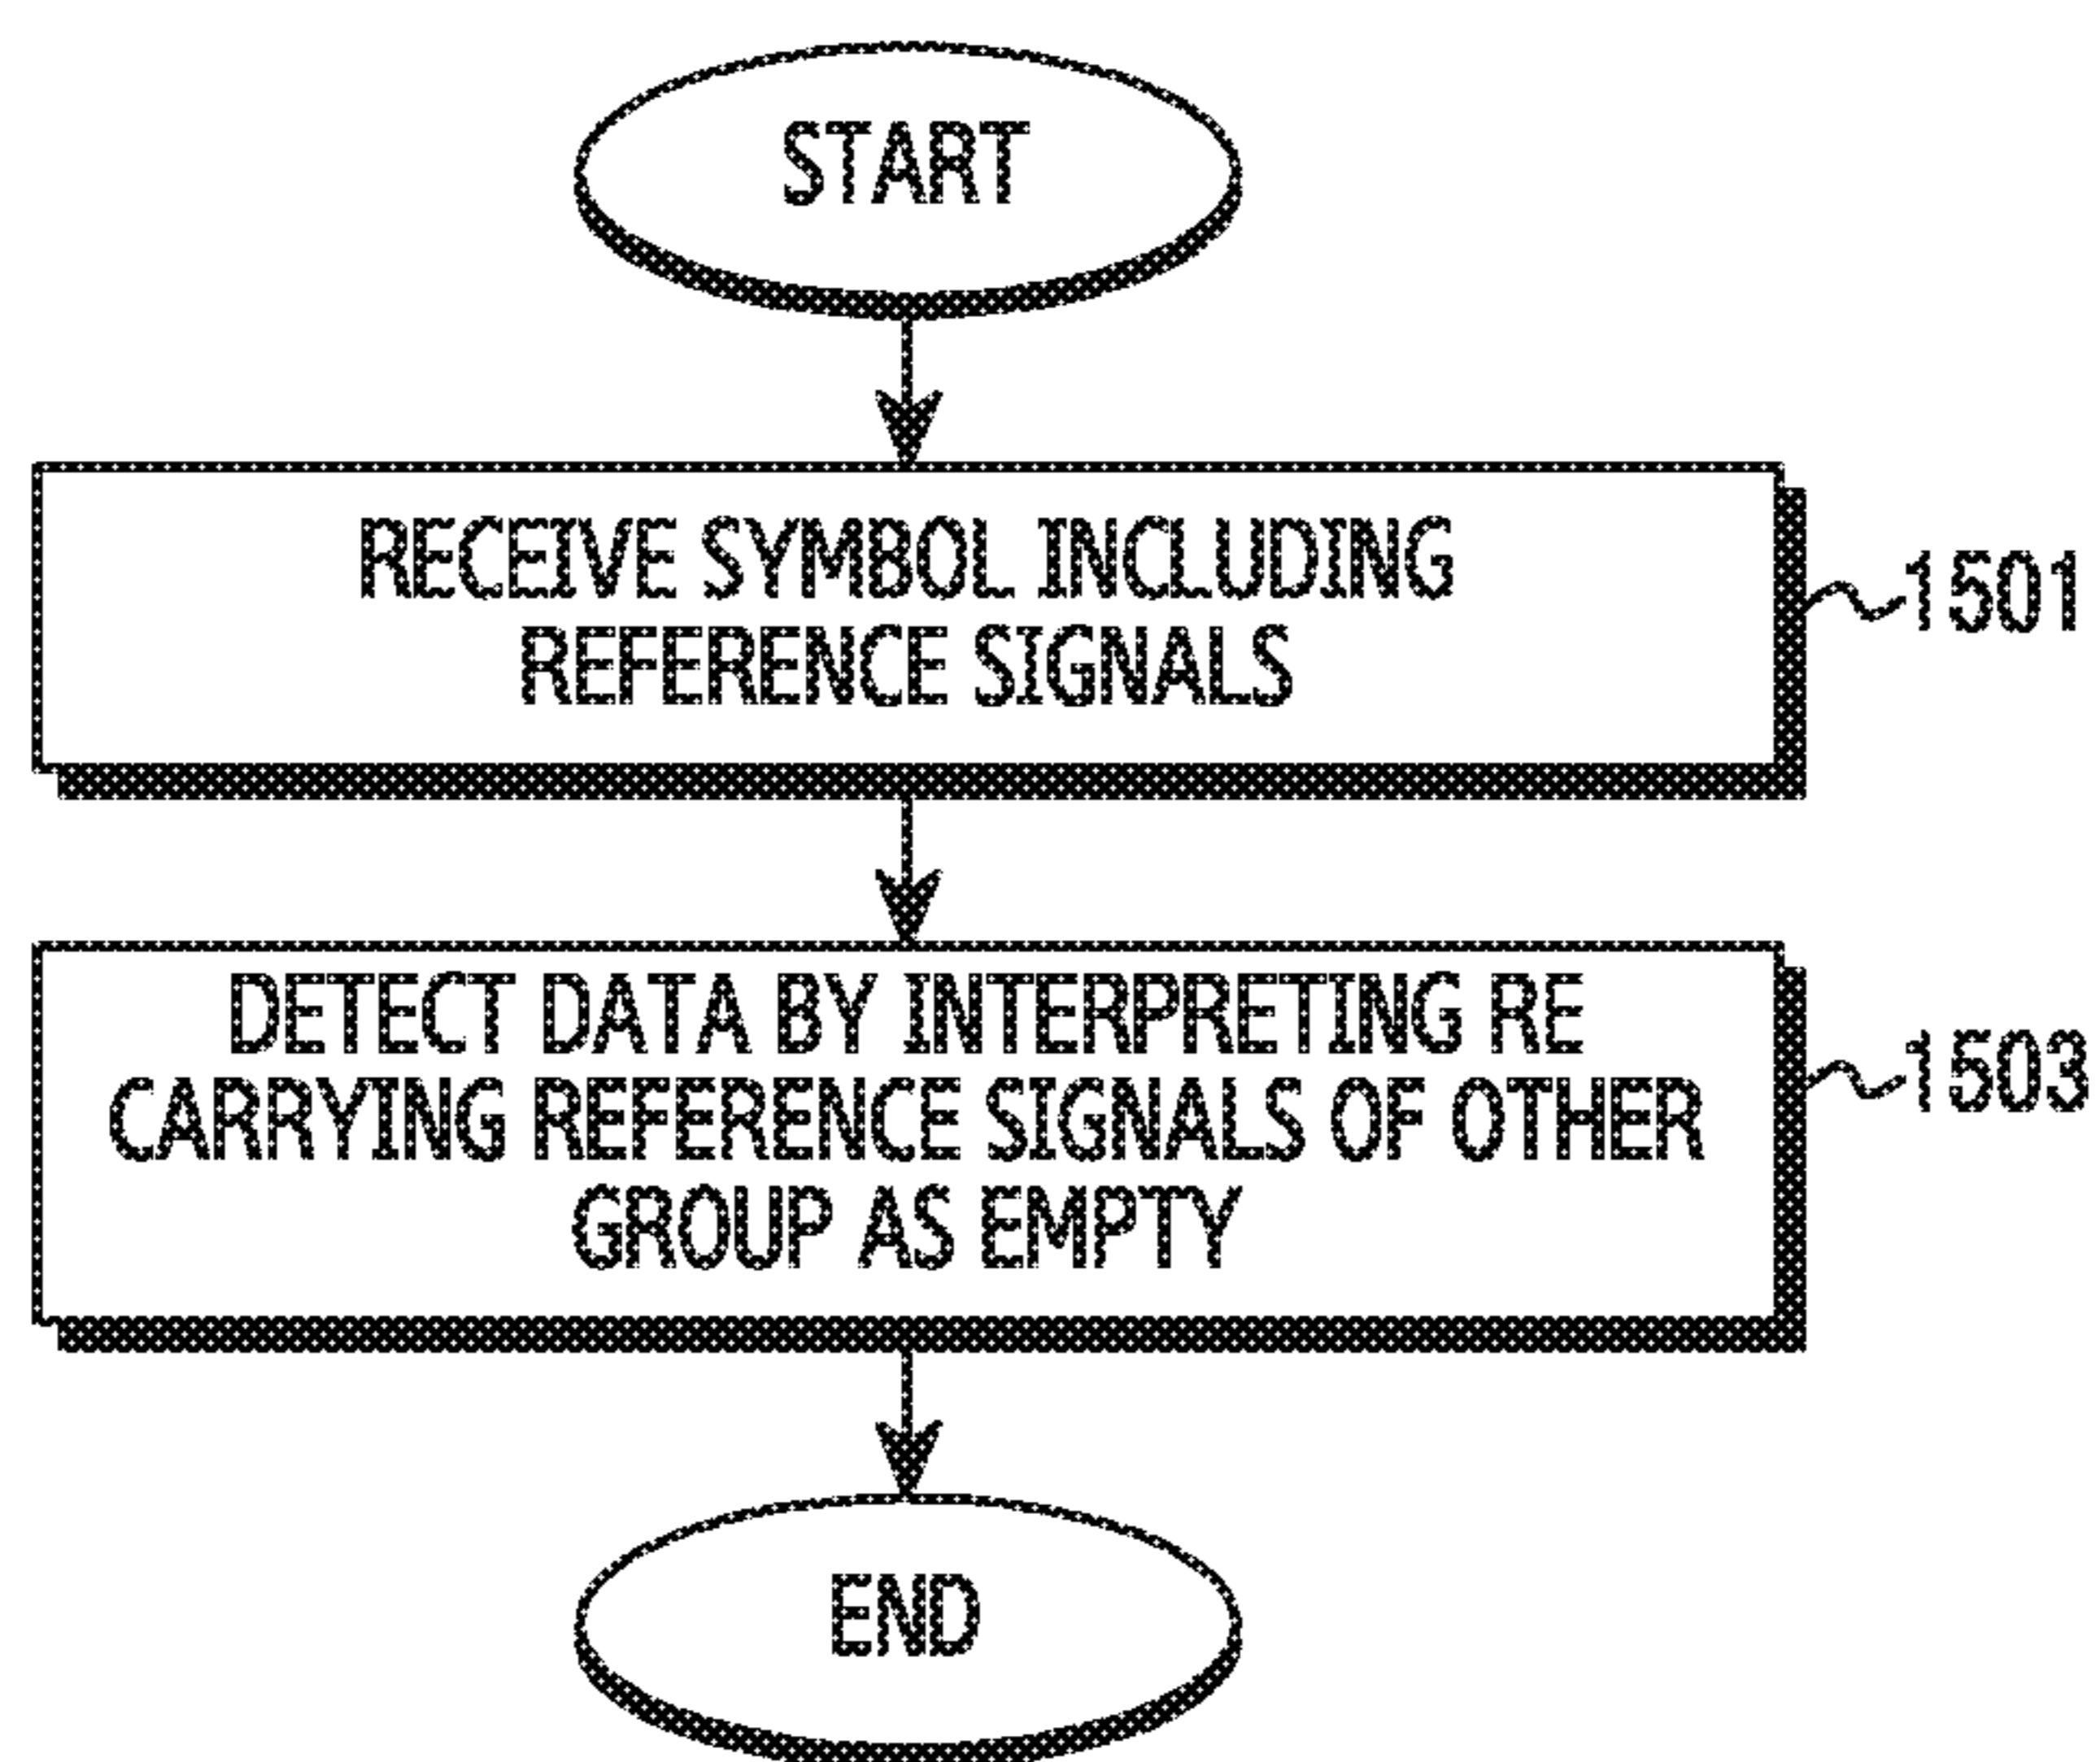 START
RECEIVE SYMBOL INCLUDING
REFERENCE SIGNALS
1501
DETECT DATA BY INTERPRETING RE
CARRYING REFERENCE SIGNALS OF OTHER
GROUP AS EMPTY
1503
END